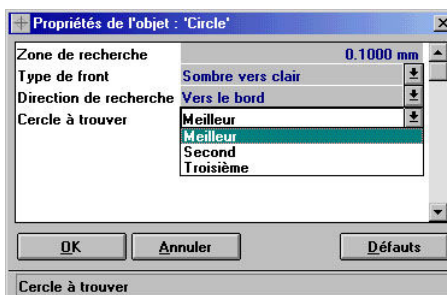 Propriétés de l'objet : 'Circle'
Zone de recherche 0.1000 mm
Type de front Sombre vers clair
Direction de recherche Vers le bord
Cercle à trouver Meilleur
Meilleur
Second
Troisième
OK Annuler Défauts
Cercle à trouver